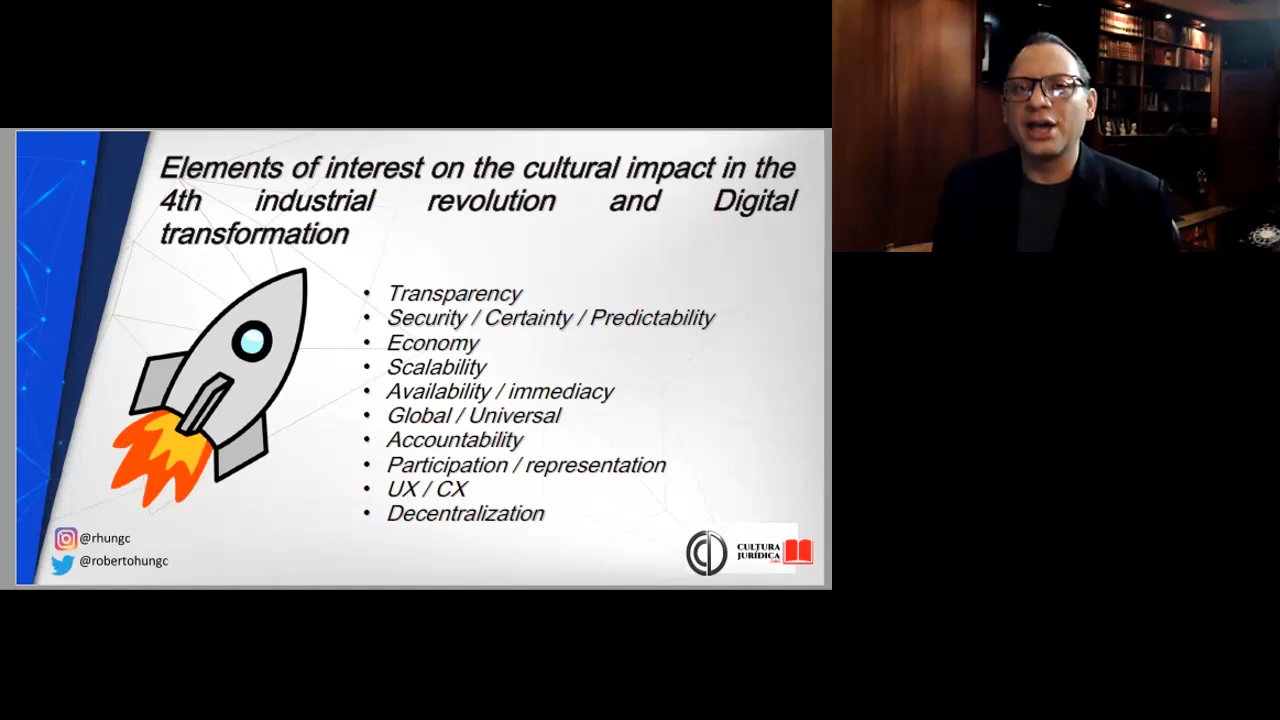 Elements of interest on the cultural impact in the
4th industrial revolution and Digital
transformation
• Transparency
• Security / Certainty / Predictability
• Economy
• Scalability
• Availability / immediacy
• Global / Universal
• Accountability
• Participation / representation
• UX / CX
• Decentralization
@rhungc
@robertohungc
CULTURA
JURÍDICA